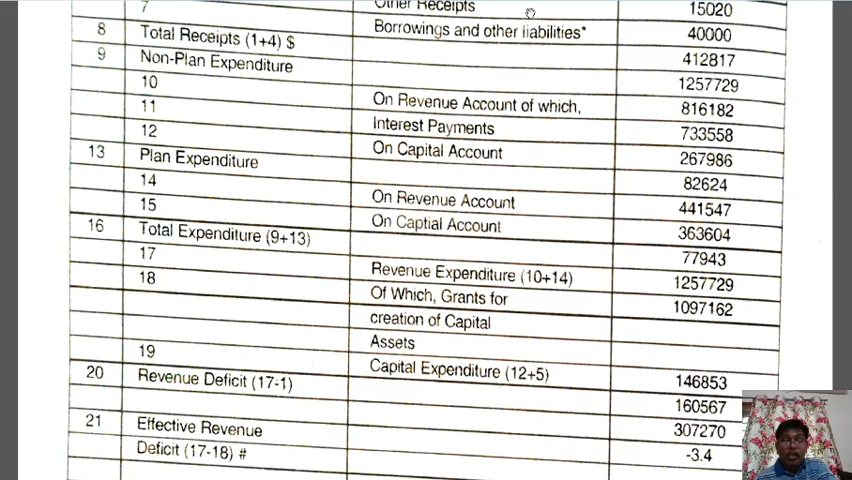 7 Other Receipts 15020
8 Total Receipts (1+4) $ Borrowings and other liabilities* 40000
9 Non-Plan Expenditure 412817
10 1257729
11 On Revenue Account of which, 816182
12 Interest Payments 733558
13 Plan Expenditure On Capital Account 267986
14 82624
15 On Revenue Account 441547
16 Total Expenditure (9+13) On Captial Account 363604
17 77943
18 Revenue Expenditure (10+14) 1257729
Of Which, Grants for 1097162
creation of Capital
19 Assets
20 Revenue Deficit (17-1) Capital Expenditure (12+5) 146853
160567
21 Effective Revenue 307270
Deficit (17-18) # -3.4